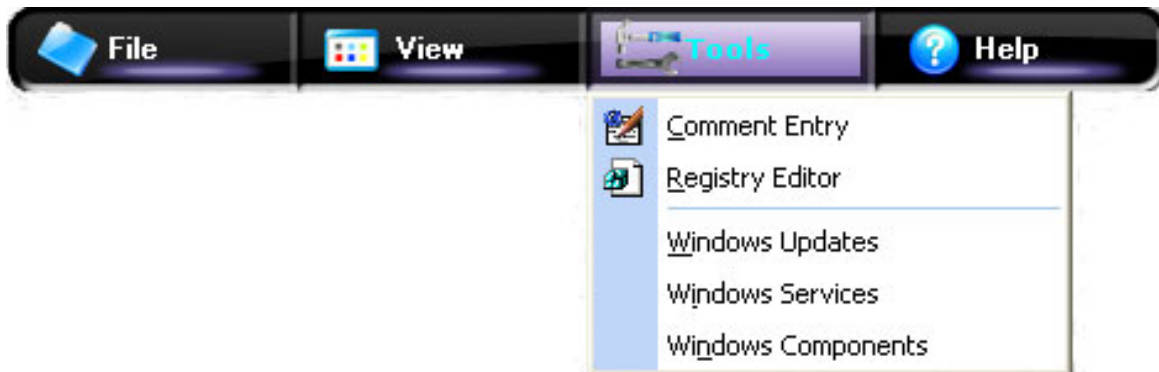 File View Tools Help
Comment Entry
Registry Editor
Windows Updates
Windows Services
Windows Components